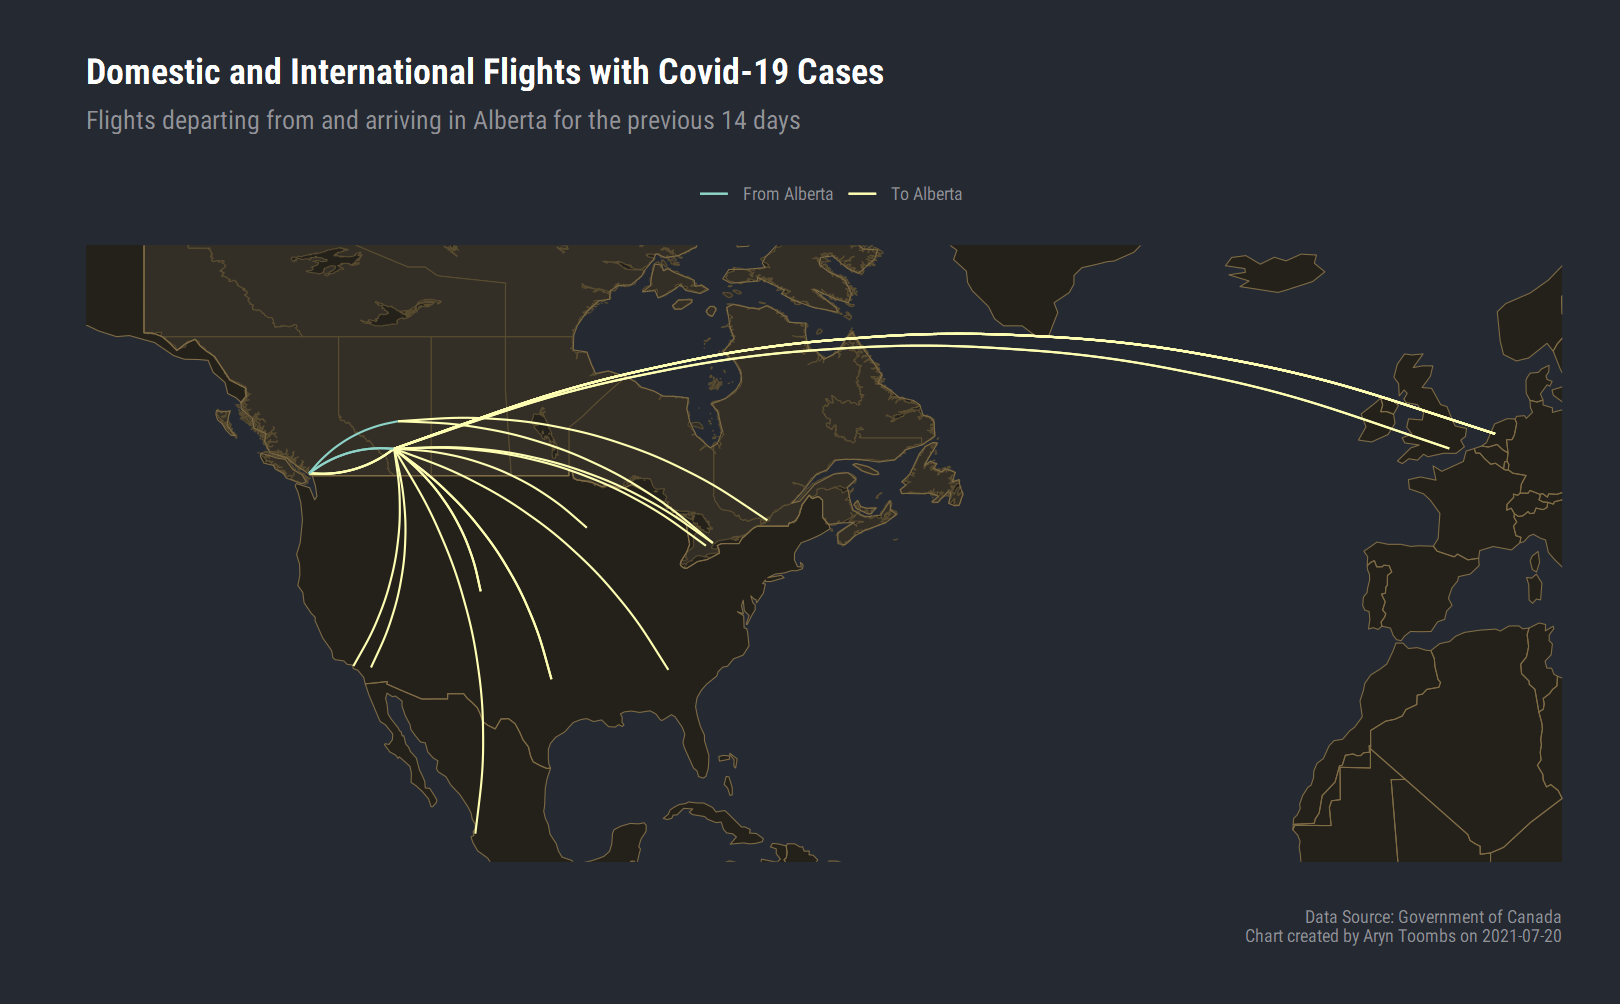 Domestic and International Flights with Covid-19 Cases
Flights departing from and arriving in Alberta for the previous 14 days
From Alberta To Alberta
Data Source: Government of Canada
Chart created by Aryn Toombs on 2021-07-20